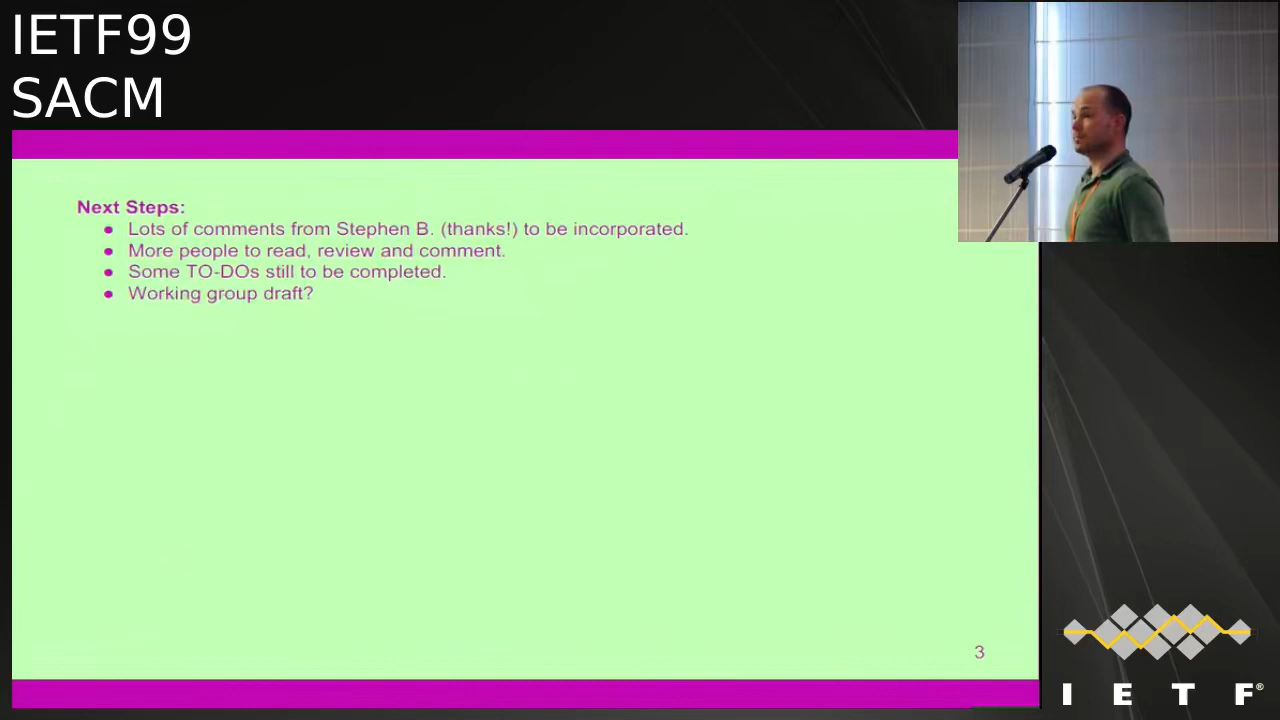 IETF99
SACM
Next Steps:
● Lots of comments from Stephen B. (thanks!) to be incorporated.
● More people to read, review and comment.
● Some TO-DOs still to be completed.
● Working group draft?
3
I E T F®